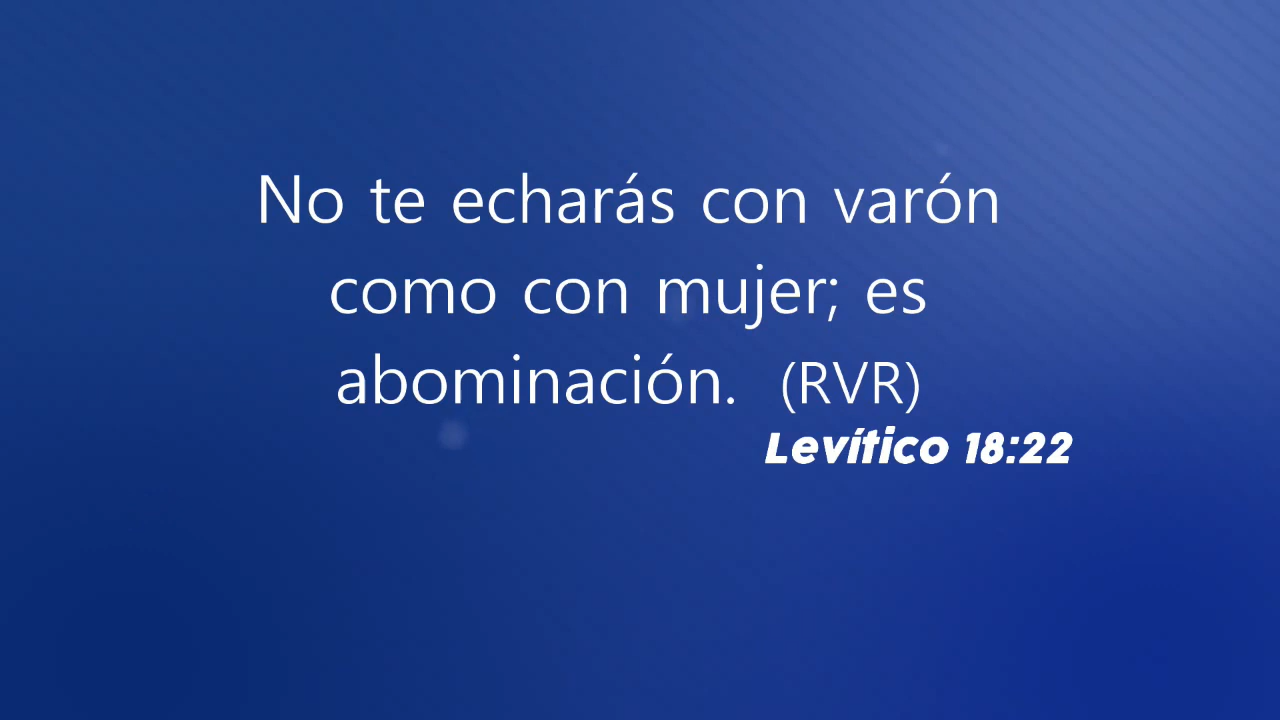 No te echarás con varón
como con mujer; es
abominación. (RVR)
Levítico 18:22